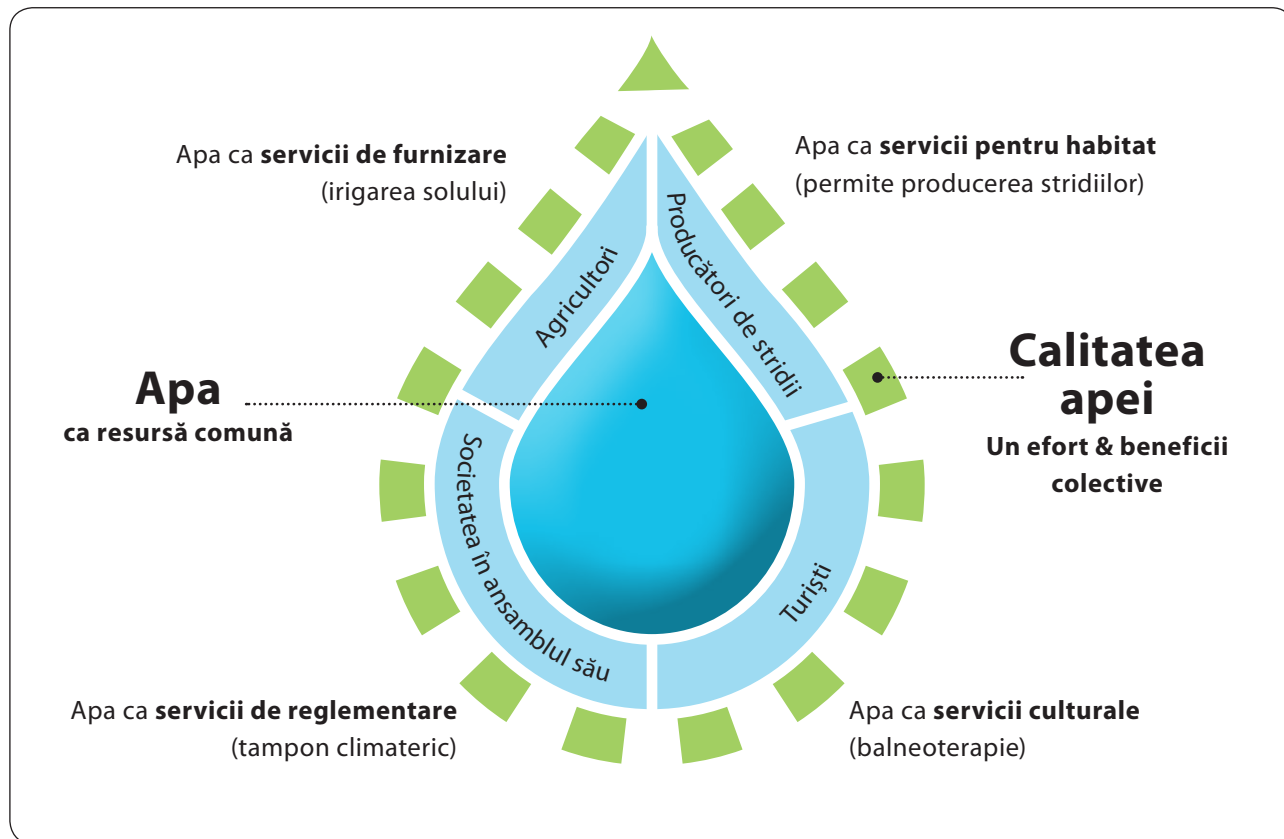 Apa ca servicii de furnizare
(irigarea solului)
Apa ca servicii pentru habitat
(permite producerea stridiilor)
Agricultori
Producători de stridii
Apa
ca resursă comună
Calitatea
apei
Un efort & beneficii
colective
Societatea în ansamblul său
Turişti
Apa ca servicii de reglementare
(tampon climateric)
Apa ca servicii culturale
(balneoterapie)